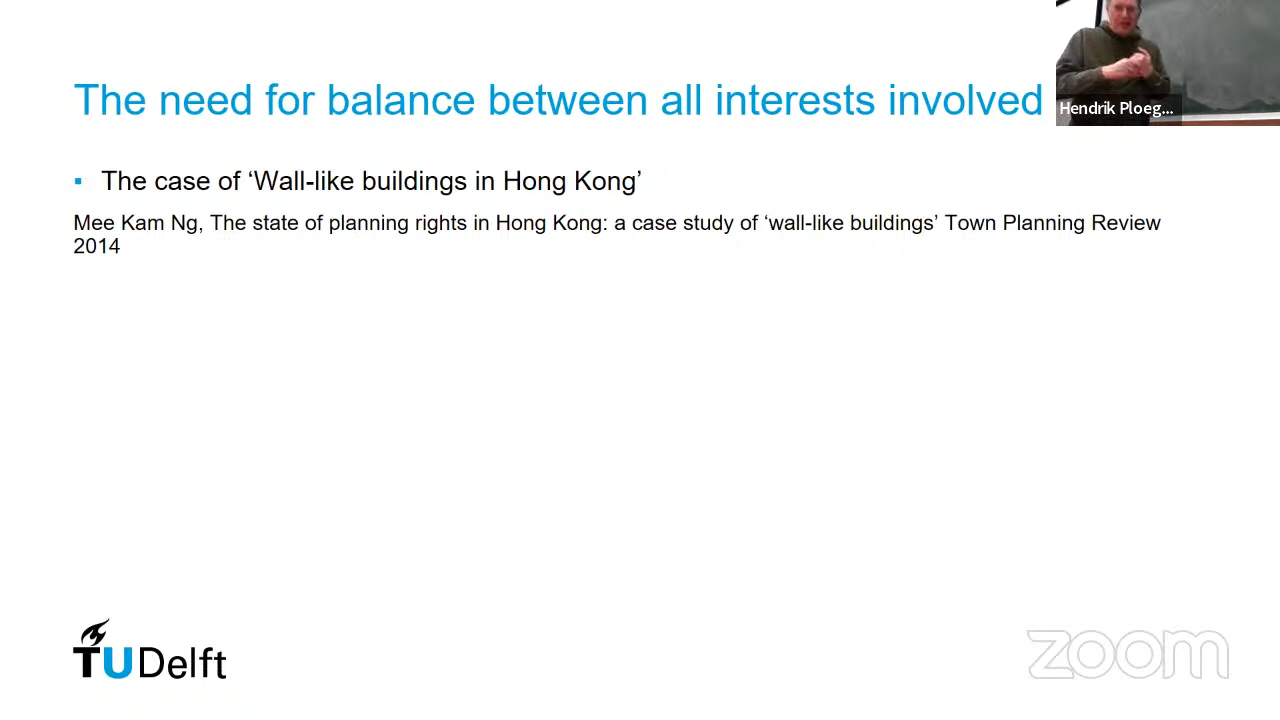 The need for balance between all interests involved
Hendrik Ploeg...
▪ The case of ‘Wall-like buildings in Hong Kong’
Mee Kam Ng, The state of planning rights in Hong Kong: a case study of ‘wall-like buildings’ Town Planning Review
2014
TU Delft
zoom